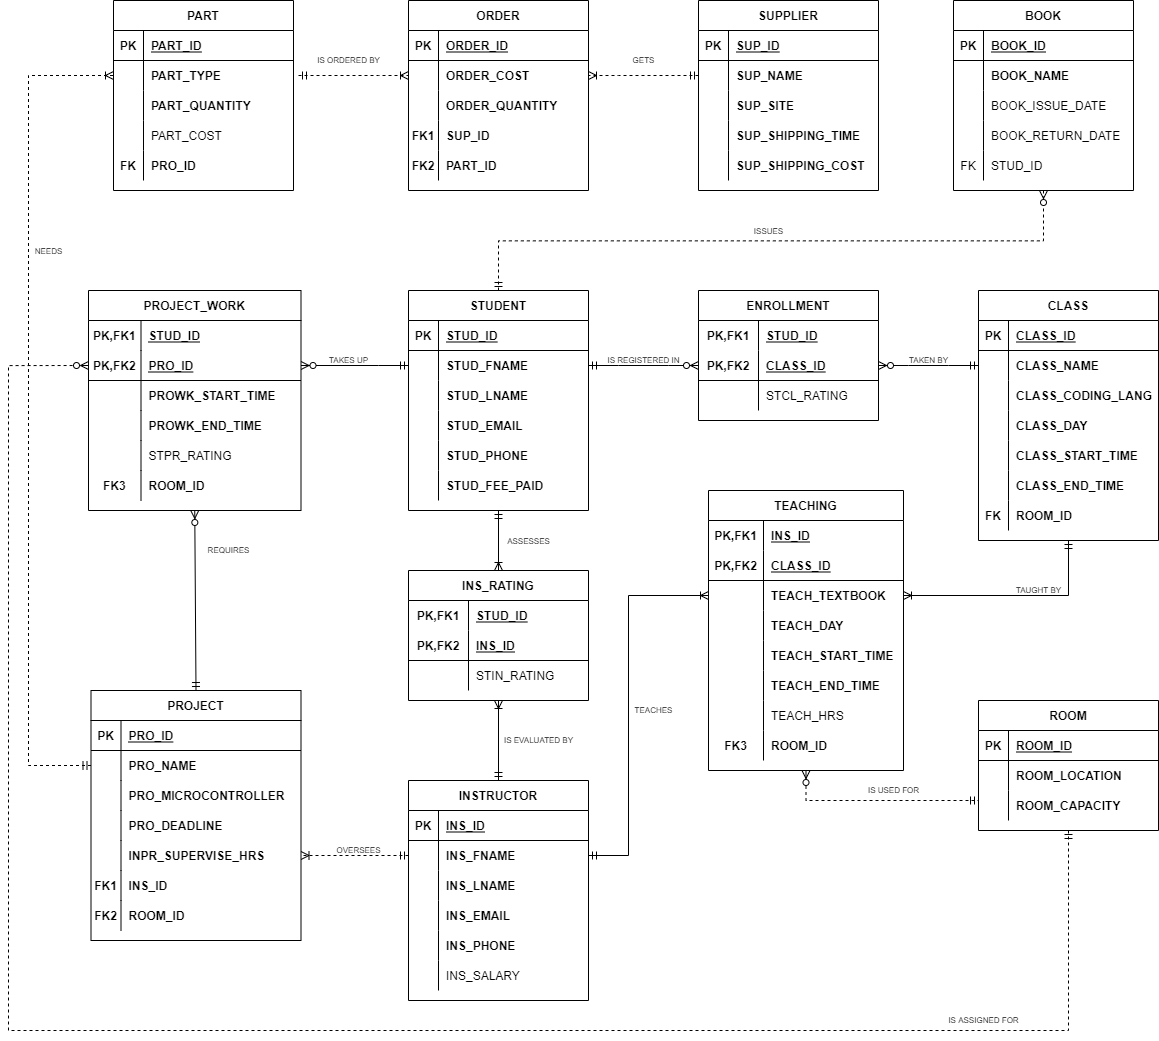 PART
PK PART_ID
PART_TYPE
PART_QUANTITY
PART_COST
FK PRO_ID
IS ORDERED BY
ORDER
PK ORDER_ID
ORDER_COST
ORDER_QUANTITY
FK1 SUP_ID
FK2 PART_ID
GETS
SUPPLIER
PK SUP_ID
SUP_NAME
SUP_SITE
SUP_SHIPPING_TIME
SUP_SHIPPING_COST
BOOK
PK BOOK_ID
BOOK_NAME
BOOK_ISSUE_DATE
BOOK_RETURN_DATE
FK STUD_ID
ISSUES
NEEDS
PROJECT_WORK
PK,FK1 STUD_ID
PK,FK2 PRO_ID
PROWK_START_TIME
PROWK_END_TIME
STPR_RATING
FK3 ROOM_ID
TAKES UP
STUDENT
PK STUD_ID
STUD_FNAME
STUD_LNAME
STUD_EMAIL
STUD_PHONE
STUD_FEE_PAID
IS REGISTERED IN
ENROLLMENT
PK,FK1 STUD_ID
PK,FK2 CLASS_ID
STCL_RATING
TAKEN BY
CLASS
PK CLASS_ID
CLASS_NAME
CLASS_CODING_LANG
CLASS_DAY
CLASS_START_TIME
CLASS_END_TIME
FK ROOM_ID
REQUIRES
ASSESSES
INS_RATING
PK,FK1 STUD_ID
PK,FK2 INS_ID
STIN_RATING
IS EVALUATED BY
TEACHING
PK,FK1 INS_ID
PK,FK2 CLASS_ID
TEACH_TEXTBOOK
TEACH_DAY
TEACH_START_TIME
TEACH_END_TIME
TEACH_HRS
FK3 ROOM_ID
TAUGHT BY
TEACHES
IS USED FOR
PROJECT
PK PRO_ID
PRO_NAME
PRO_MICROCONTROLLER
PRO_DEADLINE
INPR_SUPERVISE_HRS
FK1 INS_ID
FK2 ROOM_ID
OVERSEES
INSTRUCTOR
PK INS_ID
INS_FNAME
INS_LNAME
INS_EMAIL
INS_PHONE
INS_SALARY
ROOM
PK ROOM_ID
ROOM_LOCATION
ROOM_CAPACITY
IS ASSIGNED FOR